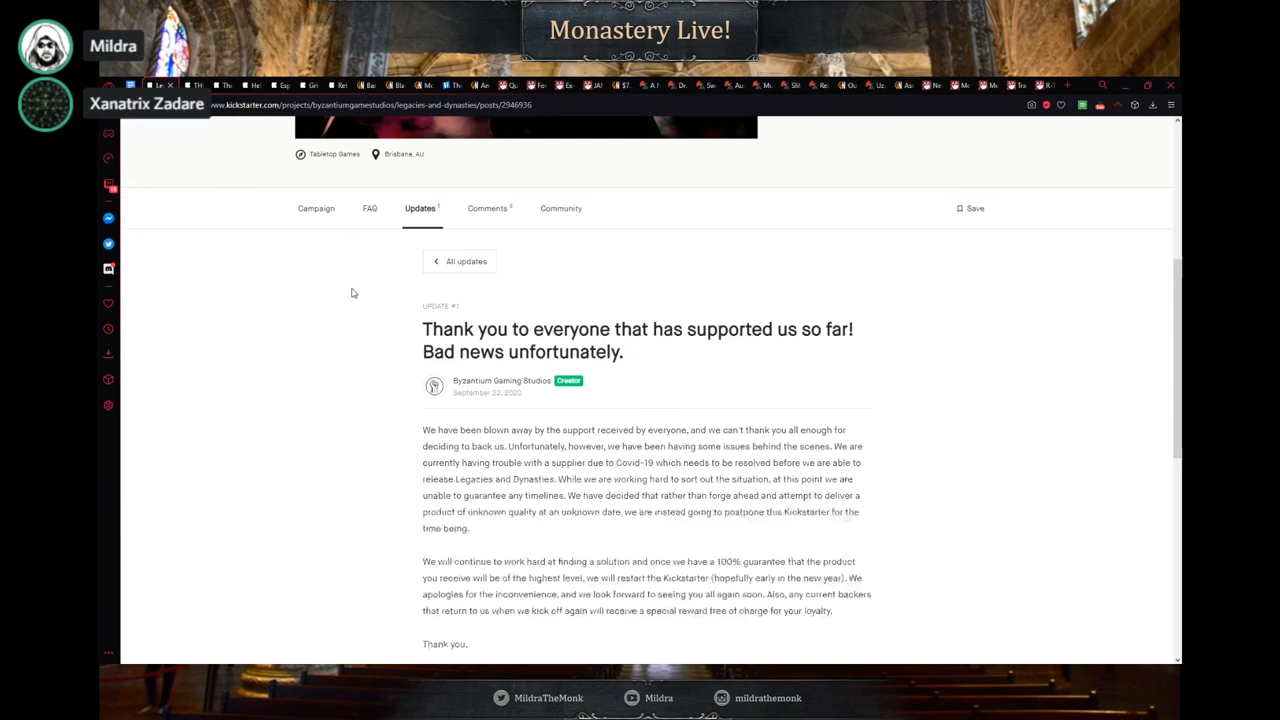 Monastery Live!
Mildra
Xanatrix Zadare
www.kickstarter.com/projects/byzantiumgamestudios/legacies-and-dynasties/posts/2946936
Tabletop Games
Brisbane, AU
Campaign
FAQ
Updates 1
Comments 2
Community
Save
All updates
UPDATE #1
Thank you to everyone that has supported us so far!
Bad news unfortunately.
Byzantium Gaming Studios
Creator
September 22, 2020
We have been blown away by the support received by everyone, and we can't thank you all enough for
deciding to back us. Unfortunately, however, we have been having some issues behind the scenes. We are
currently having trouble with a supplier due to Covid-19 which needs to be resolved before we are able to
release Legacies and Dynasties. While we are working hard to sort out the situation, at this point we are
unable to guarantee any timelines. We have decided that rather than forge ahead and attempt to deliver a
product of unknown quality at an unknown date, we are instead going to postpone this Kickstarter for the
time being.
We will continue to work hard at finding a solution and once we have a 100% guarantee that the product
you receive will be of the highest level, we will restart the Kickstarter (hopefully early in the new year). We
apologies for the inconvenience, and we look forward to seeing you all again soon. Also, any current backers
that return to us when we kick off again will receive a special reward free of charge for your loyalty.
Thank you.
MildraTheMonk
Mildra
mildrathemonk